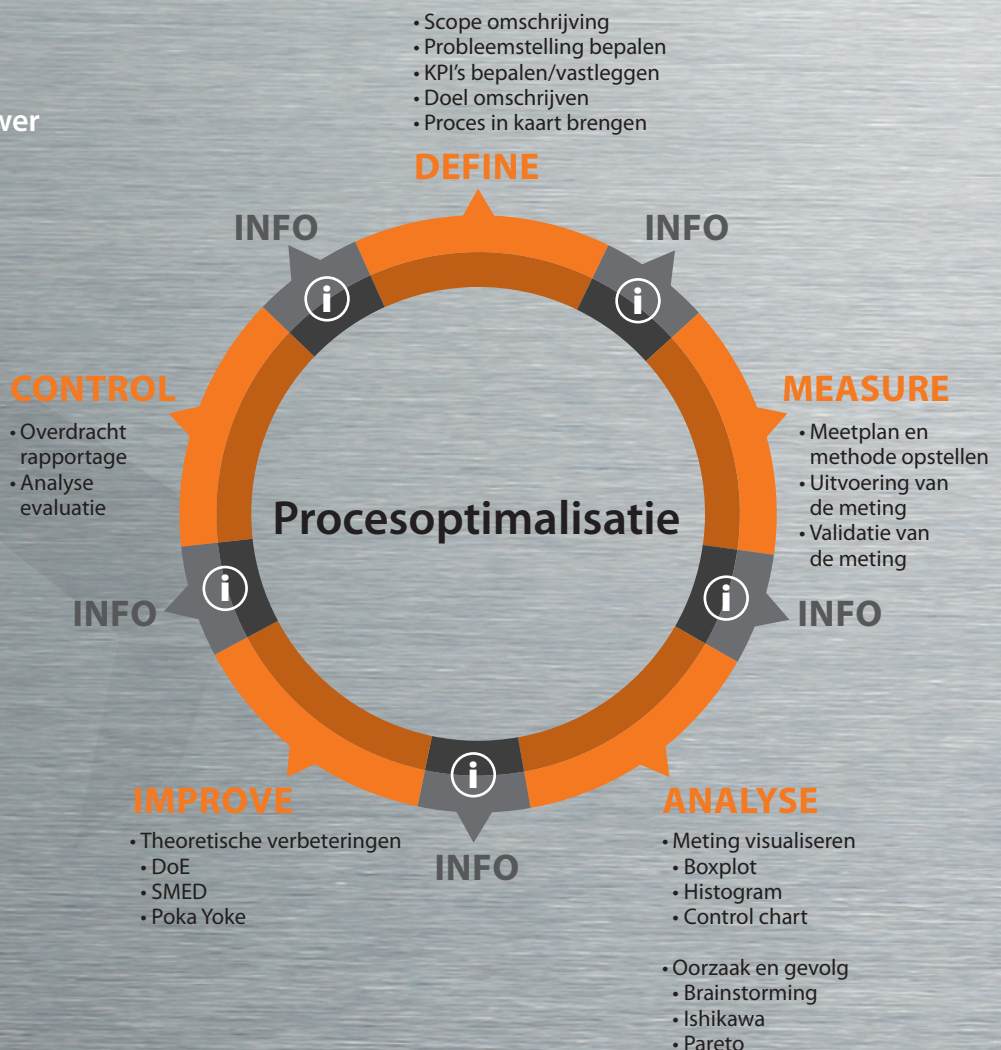 • Scope omschrijving
• Probleemstelling bepalen
• KPI's bepalen/vastleggen
• Doel omschrijven
• Proces in kaart brengen
DEFINE
INFO
INFO
CONTROL
• Overdracht
rapportage
• Analyse
evaluatie
MEASURE
• Meetplan en
methode opstellen
• Uitvoering van
de meting
• Validatie van
de meting
Procesoptimalisatie
INFO
INFO
IMPROVE
• Theoretische verbeteringen
• DoE
• SMED
• Poka Yoke
INFO
ANALYSE
• Meting visualiseren
• Boxplot
• Histogram
• Control chart
• Oorzaak en gevolg
• Brainstorming
• Ishikawa
• Pareto